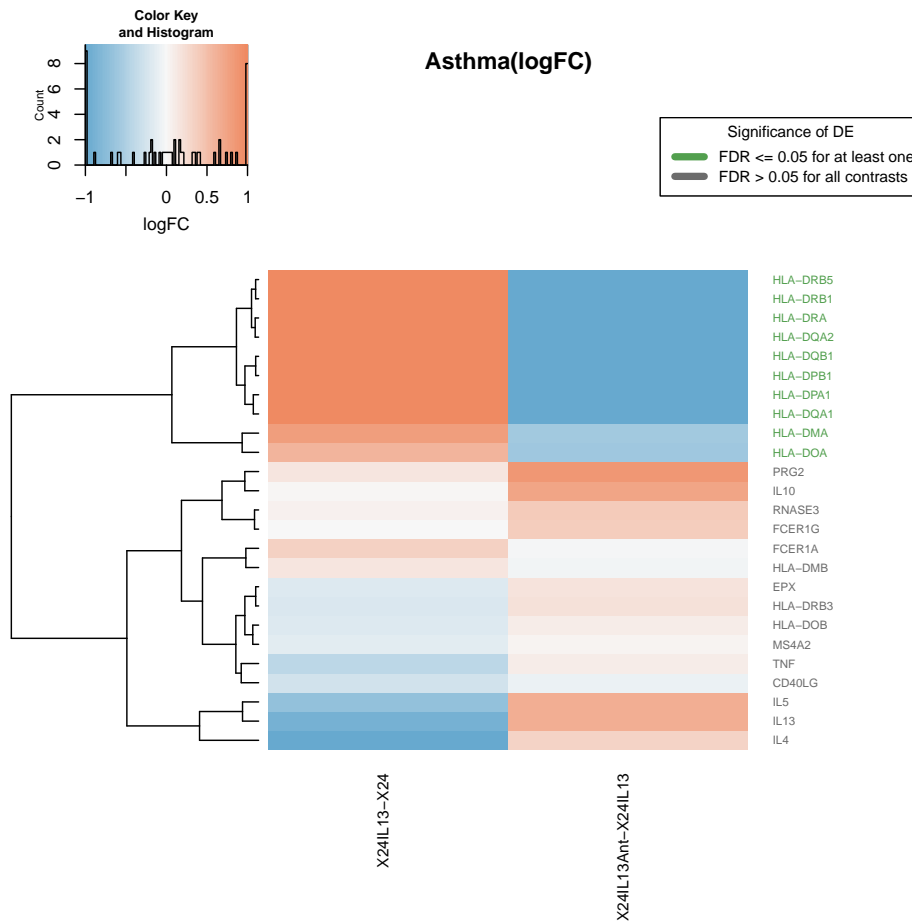 Color Key
and Histogram
Count
0 2 4 6 8
−1 0 0.5 1
logFC
Asthma(logFC)
Significance of DE
FDR <= 0.05 for at least one
FDR > 0.05 for all contrasts
HLA−DRB5
HLA−DRB1
HLA−DRA
HLA−DQA2
HLA−DQB1
HLA−DPB1
HLA−DPA1
HLA−DQA1
HLA−DMA
HLA−DOA
PRG2
IL10
RNASE3
FCER1G
FCER1A
HLA−DMB
EPX
HLA−DRB3
HLA−DOB
MS4A2
TNF
CD40LG
IL5
IL13
IL4
X24IL13−X24
X24IL13Ant−X24IL13